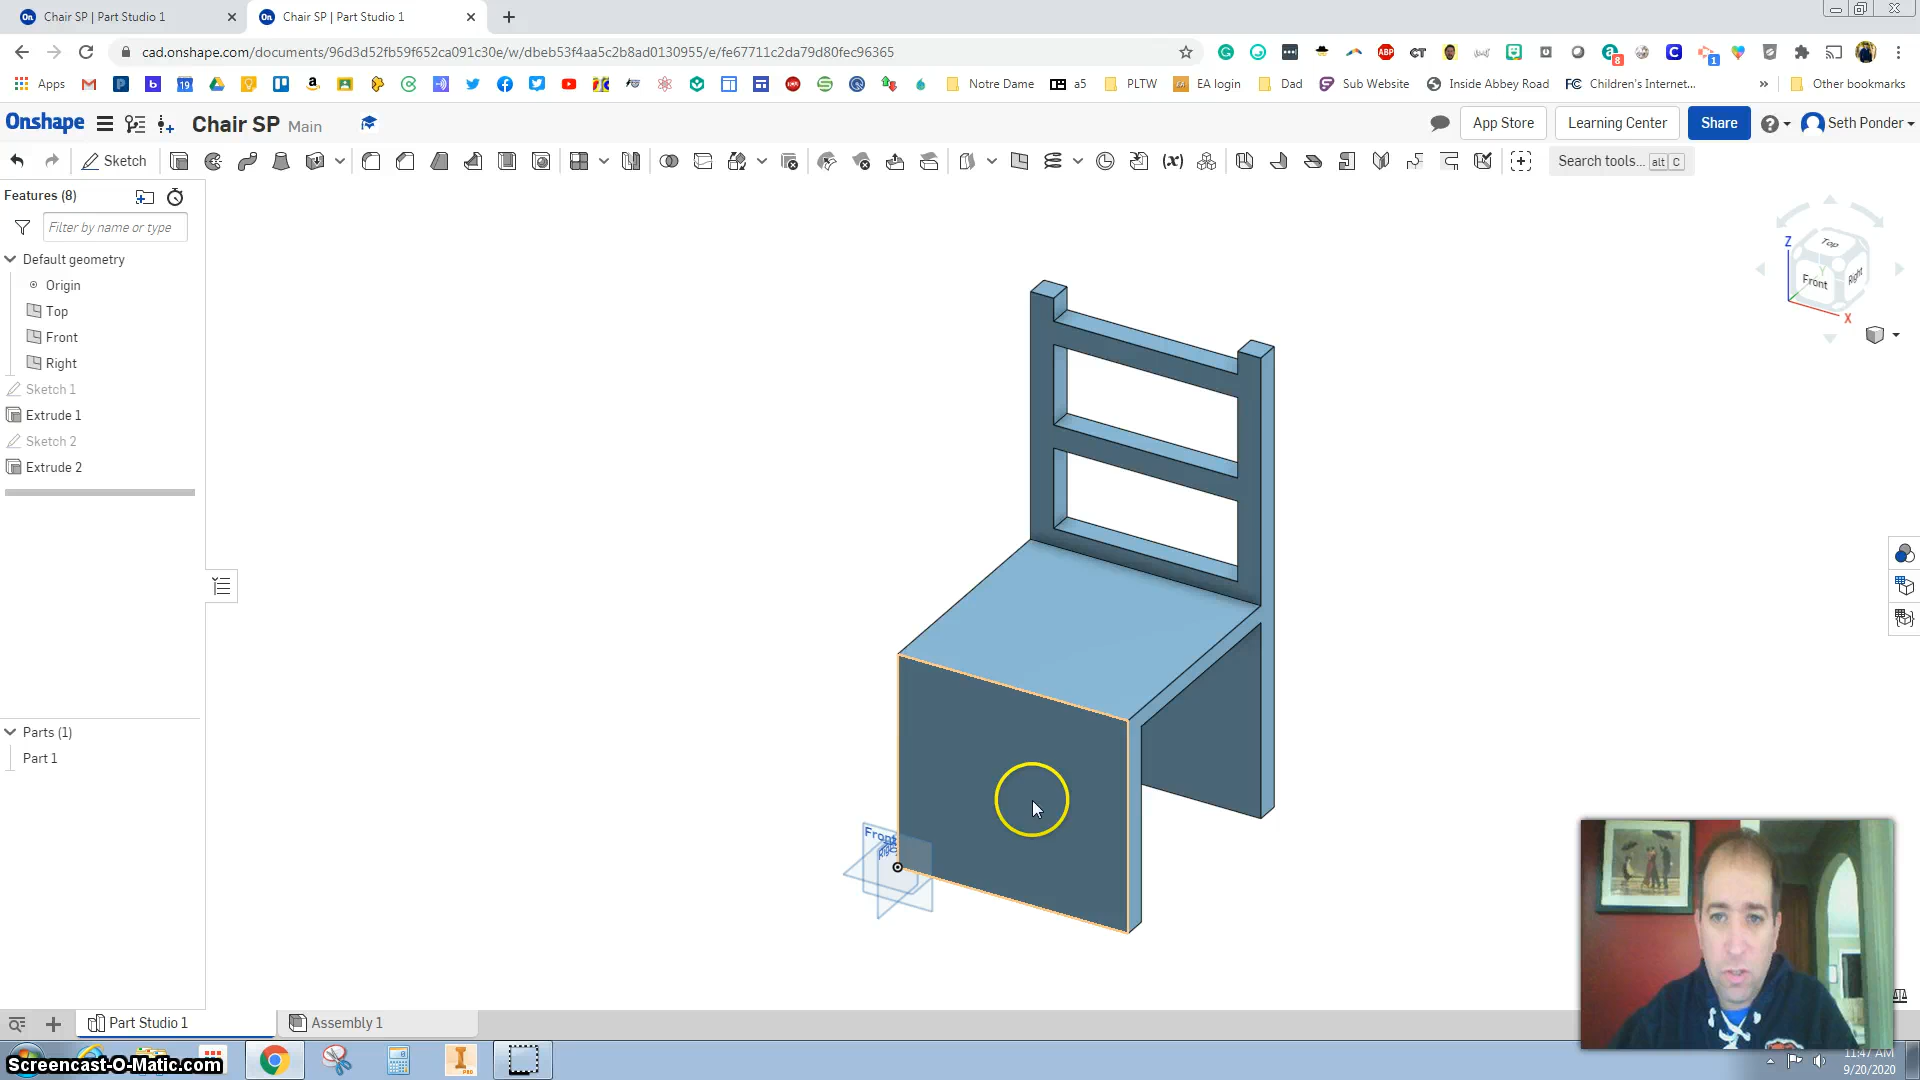 Chair SP | Part Studio 1
Chair SP | Part Studio 1
cad.onshape.com/documents/96d3d52fb59f652ca091c30e/w/dbeb53f4aa5c2b8ad0130955/e/fe67711c2da79d80fec96365
Apps
Notre Dame
a5
PLTW
EA login
Dad
Sub Website
Inside Abbey Road
Children's Internet...
Other bookmarks
Onshape
Chair SP Main
App Store
Learning Center
Share
Seth Ponder
Sketch
Search tools... alt C
Features (8)
Filter by name or type
Default geometry
Origin
Top
Front
Right
Sketch 1
Extrude 1
Sketch 2
Extrude 2
Parts (1)
Part 1
Z
Top
Front
Right
Y
X
Front
Part Studio 1
Assembly 1
Screencast-O-Matic.com
11:47 AM
9/20/2020